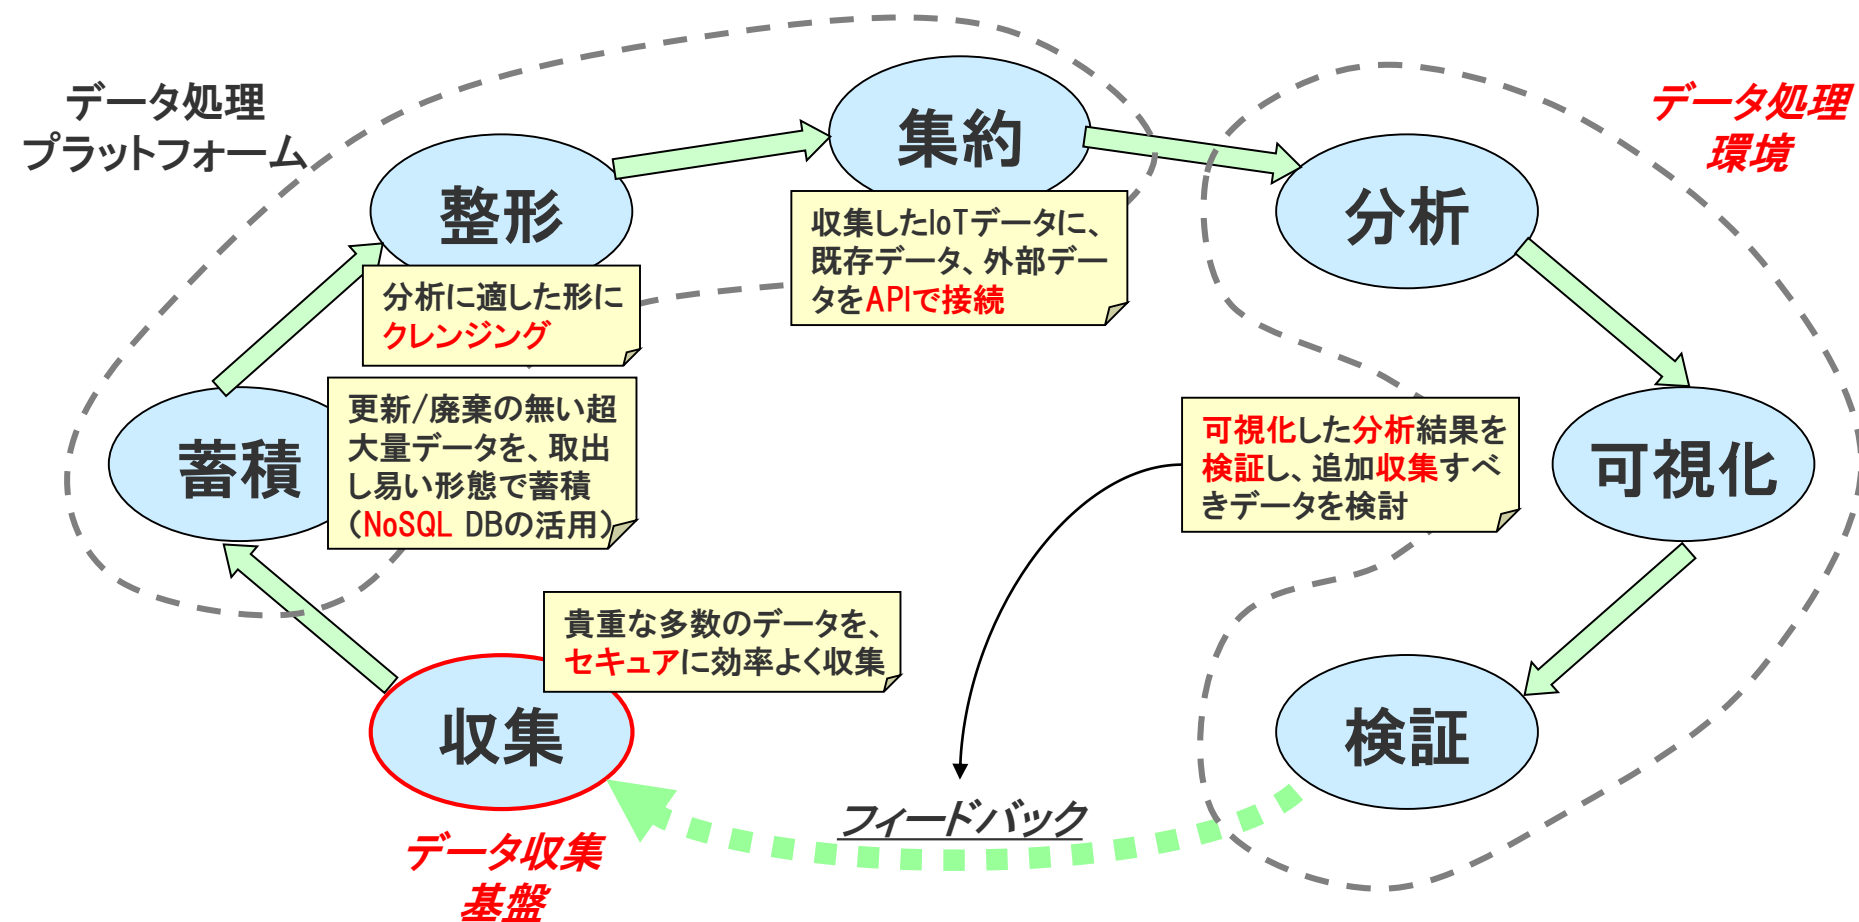 データ処理
プラットフォーム
集約
データ処理
環境
整形
分析
収集したIoTデータに、
既存データ、外部デー
タをAPIで接続
分析に適した形に
クレンジング
蓄積
更新/廃棄の無い超
大量データを、取出
し易い形態で蓄積
（NoSQL DBの活用）
可視化した分析結果を
検証し、追加収集すべ
きデータを検討
可視化
貴重な多数のデータを、
セキュアに効率よく収集
収集
検証
フィードバック
データ収集
基盤